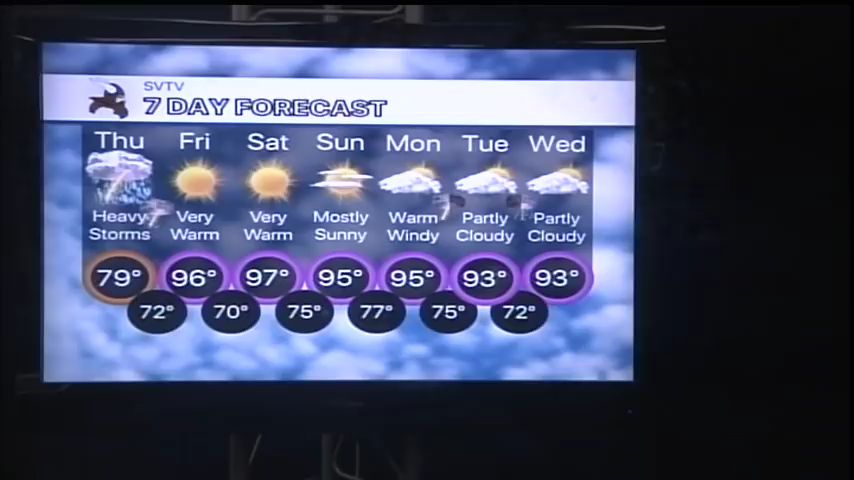 SVTV
7 DAY FORECAST
Thu Fri Sat Sun Mon Tue Wed
Heavy Very Very Mostly Warm Partly Partly
Storms Warm Warm Sunny Windy Cloudy Cloudy
79° 96° 97° 95° 95° 93° 93°
72° 70° 75° 77° 75° 72°